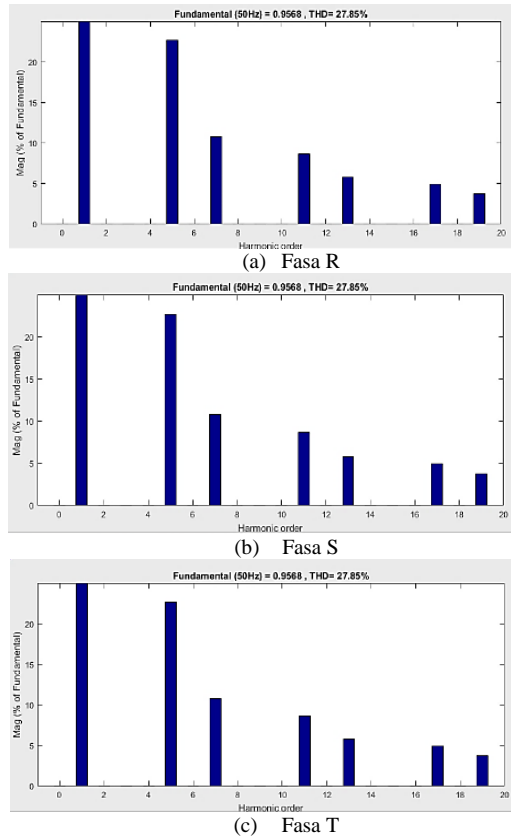 Fundamental (50Hz) = 0.9568 , THD= 27.85%
Mag (% of Fundamental)
20
15
10
5
0
0 2 4 6 8 10 12 14 16 18 20
Harmonic order
(a) Fasa R
Fundamental (50Hz) = 0.9568 , THD= 27.85%
Mag (% of Fundamental)
20
15
10
5
0
0 2 4 6 8 10 12 14 16 18 20
Harmonic order
(b) Fasa S
Fundamental (50Hz) = 0.9568 , THD= 27.85%
Mag (% of Fundamental)
20
15
10
5
0
0 2 4 6 8 10 12 14 16 18 20
Harmonic order
(c) Fasa T